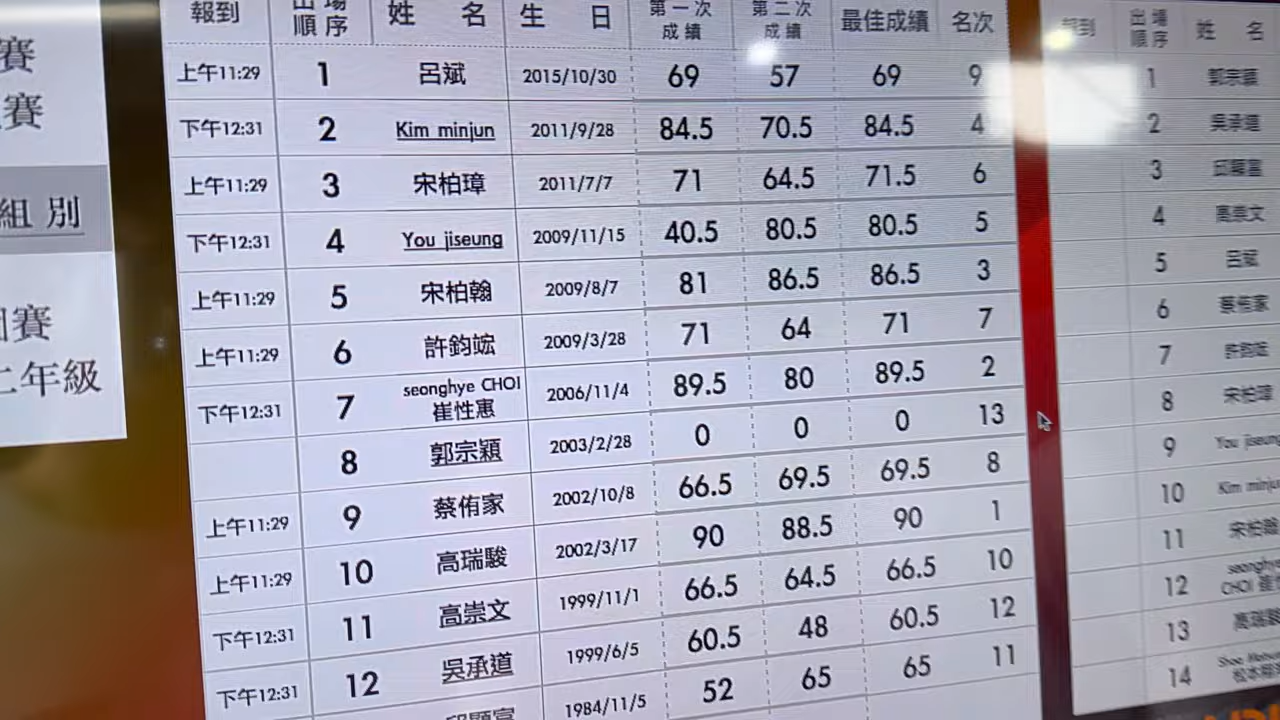 賽
賽
組別
賽
二年級
報到 出場順序 姓 名 生 日 第一次成績 第二次成績 最佳成績 名次
上午11:29 1 呂斌 2015/10/30 69 57 69 9
下午12:31 2 Kim minjun 2011/9/28 84.5 70.5 84.5 4
上午11:29 3 宋柏璋 2011/7/7 71 64.5 71.5 6
下午12:31 4 You jiseung 2009/11/15 40.5 80.5 80.5 5
上午11:29 5 宋柏翰 2009/8/7 81 86.5 86.5 3
上午11:29 6 許鈞竑 2009/3/28 71 64 71 7
下午12:31 7 seonghye CHOI 崔性惠 2006/11/4 89.5 80 89.5 2
8 郭宗穎 2003/2/28 0 0 0 13
上午11:29 9 蔡侑家 2002/10/8 66.5 69.5 69.5 8
上午11:29 10 高瑞駿 2002/3/17 90 88.5 90 1
下午12:31 11 高崇文 1999/11/1 66.5 64.5 66.5 10
下午12:31 12 吳承道 1999/6/5 60.5 48 60.5 12
1984/11/5 52 65 65 11
報到 出場順序 姓 名
1 郭宗穎
2 吳承道
3
4 高崇文
5 呂斌
6 蔡侑家
7 許鈞竑
8 宋柏璋
9 You jiseung
10 Kim minju
11 宋柏翰
12 seonghye CHOI
13 高瑞駿
14